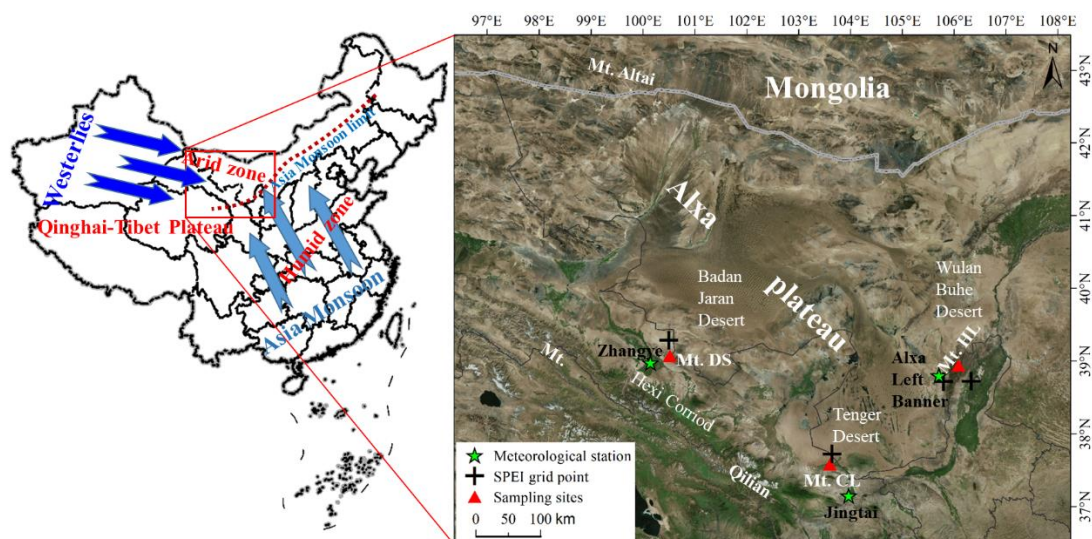 Westerlies
Arid zone
Asia Monsoon limit
Qinghai-Tibet Plateau
Humid zone
Asia Monsoon
97°E 99°E 100°E 101°E 102°E 103°E 104°E 105°E 106°E 107°E 108°E
N
43°N
42°N
41°N
40°N
39°N
38°N
37°N
Mt. Altai
Mongolia
Alxa
plateau
Badan
Jaran
Desert
Wulan
Buhe
Desert
Mt. HL
Zhangye
Mt. DS
Alxa
Left
Banner
Mt.
Qilian
Hexi Corriod
Tenger
Desert
Mt. CL
Jingtai
Meteorological station
SPEI grid point
Sampling sites
0 50 100 km